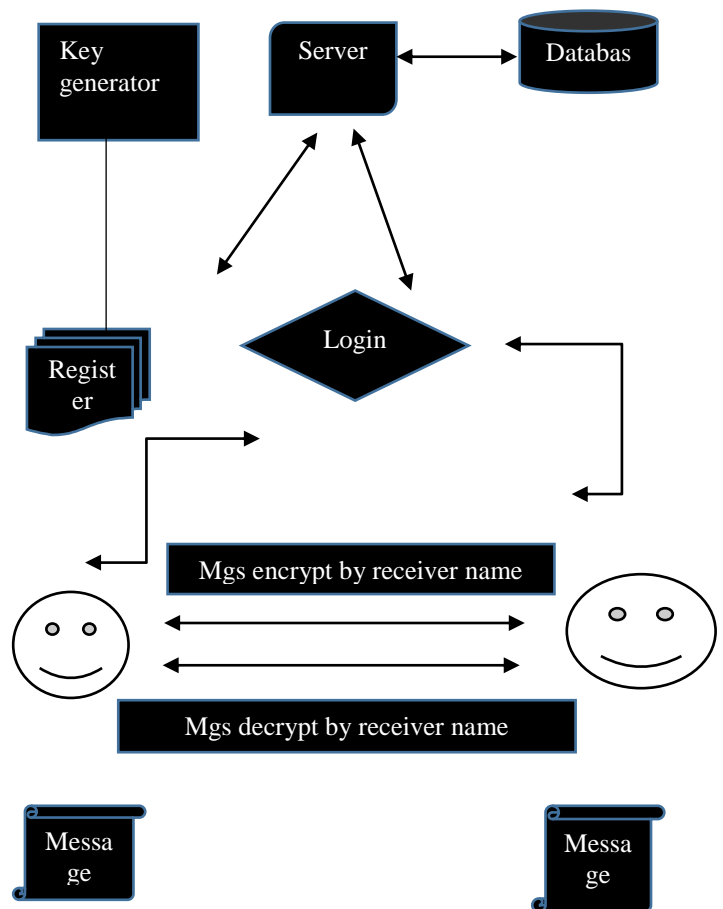 Key
generator
Server
Databas
Login
Regist
er
Mgs encrypt by receiver name
Mgs decrypt by receiver name
Messa
ge
Messa
ge